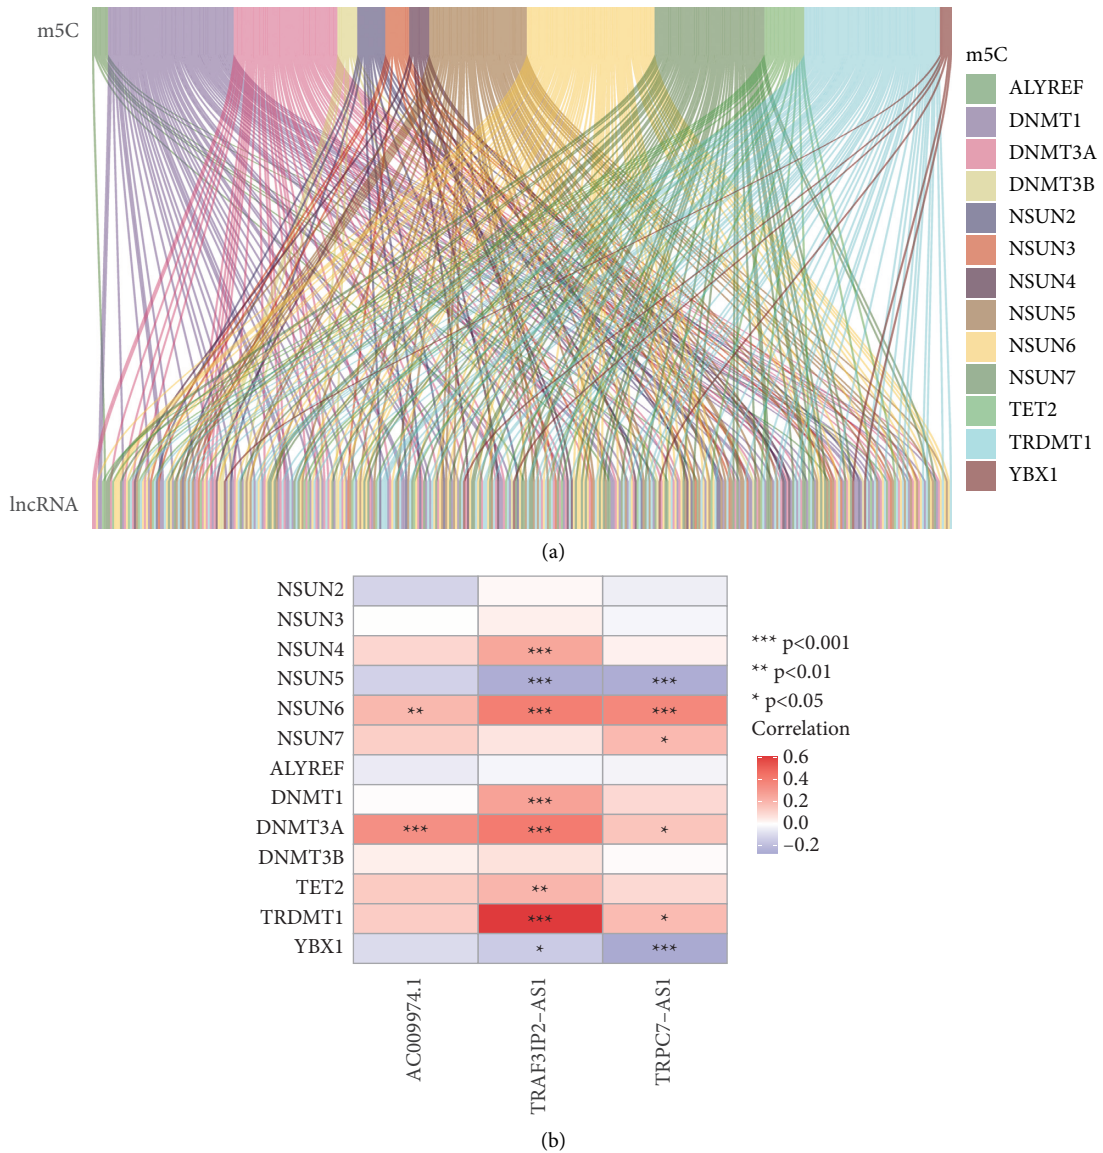 m5C
lncRNA
m5C
ALYREF
DNMT1
DNMT3A
DNMT3B
NSUN2
NSUN3
NSUN4
NSUN5
NSUN6
NSUN7
TET2
TRDMT1
YBX1
(a)
NSUN2
NSUN3
NSUN4 ***
NSUN5 *** ***
NSUN6 ** *** ***
NSUN7 *
ALYREF
DNMT1 ***
DNMT3A *** *** *
DNMT3B
TET2 **
TRDMT1 *** *
YBX1 * ***
AC009974.1
TRAF3IP2−AS1
TRPC7−AS1
*** p<0.001
** p<0.01
* p<0.05
Correlation
0.6
0.4
0.2
0.0
−0.2
(b)